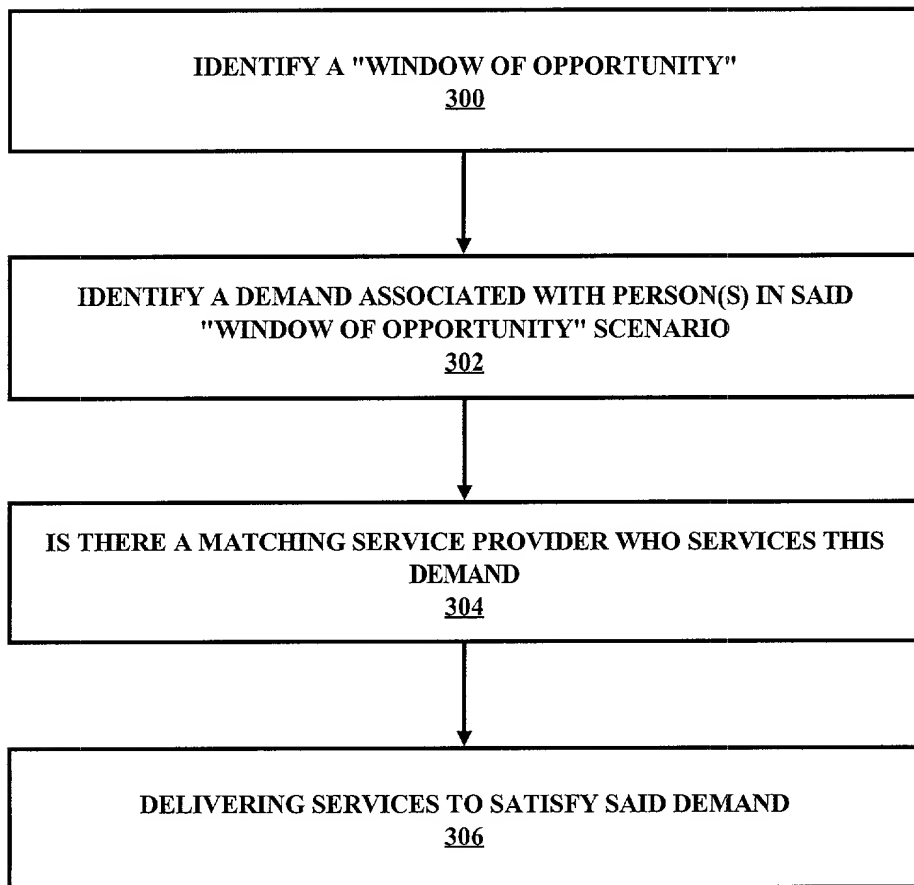 IDENTIFY A "WINDOW OF OPPORTUNITY"
300
IDENTIFY A DEMAND ASSOCIATED WITH PERSON(S) IN SAID
"WINDOW OF OPPORTUNITY" SCENARIO
302
IS THERE A MATCHING SERVICE PROVIDER WHO SERVICES THIS
DEMAND
304
DELIVERING SERVICES TO SATISFY SAID DEMAND
306